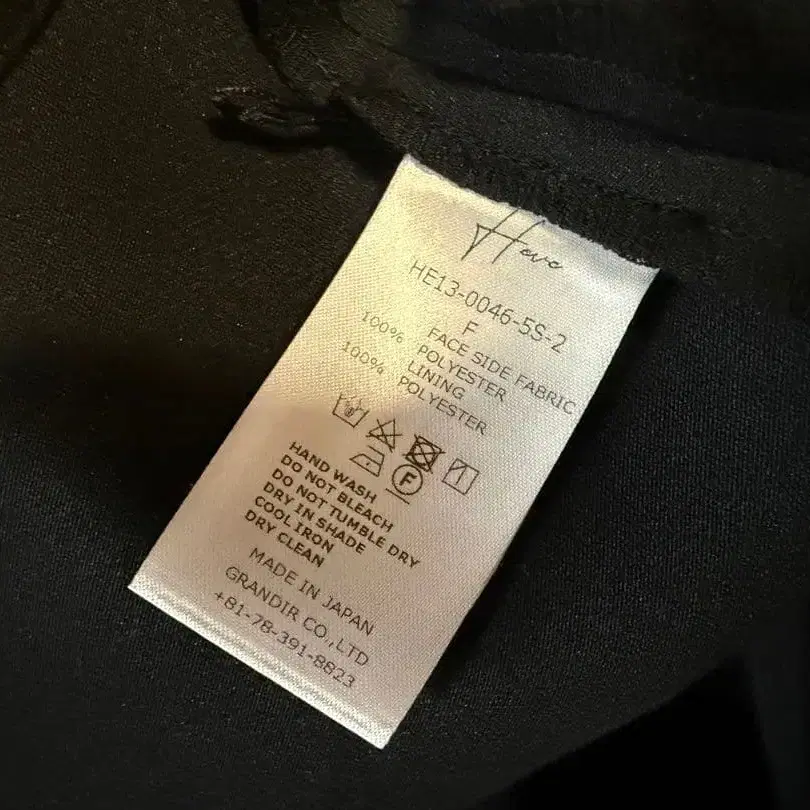 Heve
HE13-0046-5S-2
F
FACE SIDE FABRIC
100% POLYESTER
LINING
100% POLYESTER
F
HAND WASH
DO NOT BLEACH
DO NOT TUMBLE DRY
DRY IN SHADE
COOL IRON
DRY CLEAN
MADE IN JAPAN
GRANDIR CO.,LTD
+81-78-391-8823